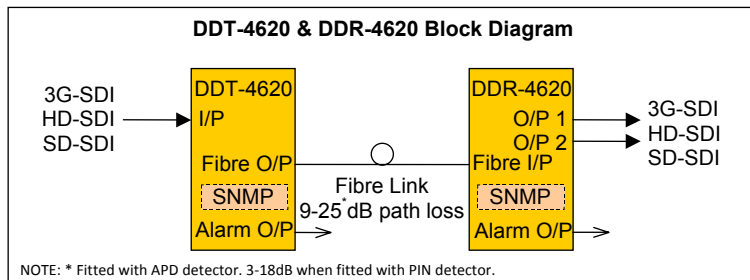 DDT-4620 & DDR-4620 Block Diagram
3G-SDI
HD-SDI
SD-SDI
DDT-4620
I/P
Fibre O/P
SNMP
Alarm O/P
Fibre Link
9-25*dB path loss
DDR-4620
O/P 1
O/P 2
Fibre I/P
SNMP
Alarm O/P
3G-SDI
HD-SDI
SD-SDI
NOTE: * Fitted with APD detector. 3-18dB when fitted with PIN detector.